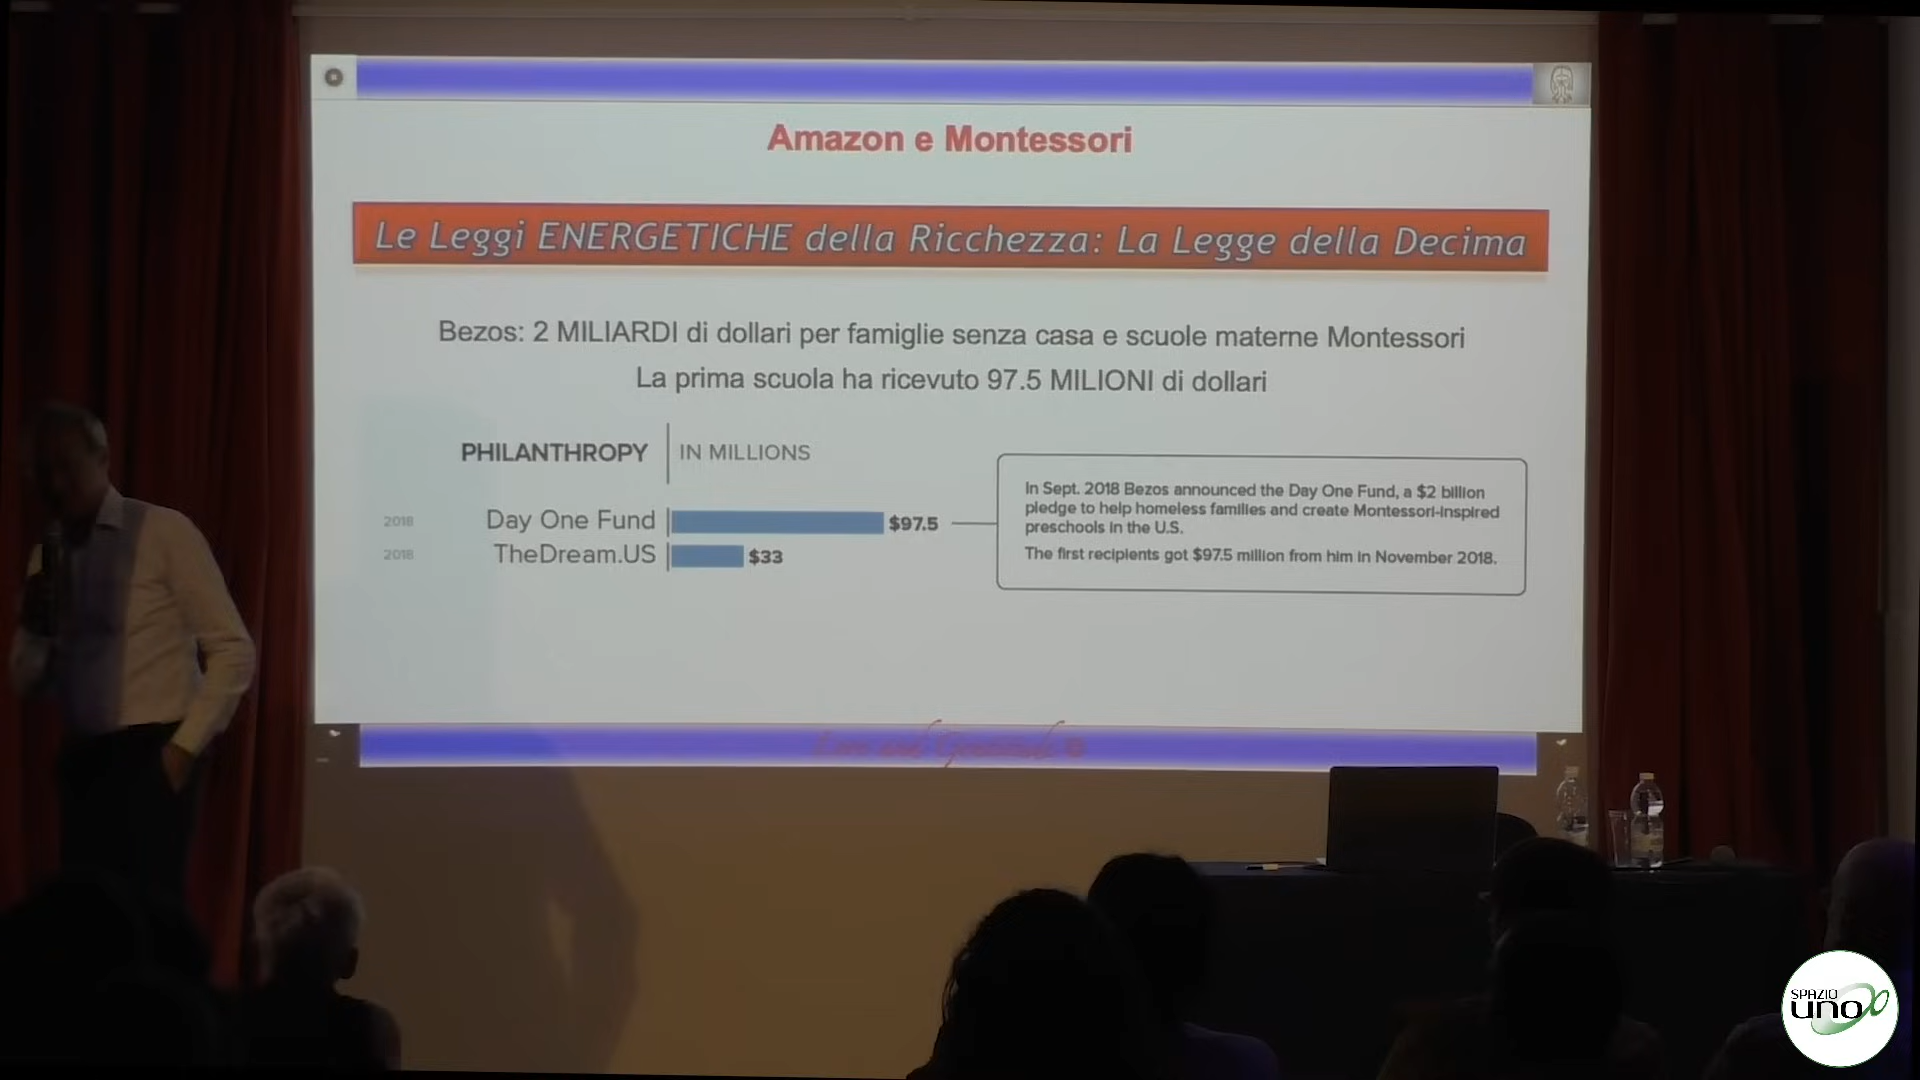 Amazon e Montessori
Le Leggi ENERGETICHE della Ricchezza: La Legge della Decima
Bezos: 2 MILIARDI di dollari per famiglie senza casa e scuole materne Montessori
La prima scuola ha ricevuto 97.5 MILIONI di dollari
PHILANTHROPY IN MILLIONS
2018 Day One Fund $97.5
2018 TheDream.US $33
In Sept. 2018 Bezos announced the Day One Fund, a $2 billion
pledge to help homeless families and create Montessori-inspired
preschools in the U.S.
The first recipients got $97.5 million from him in November 2018.
Love and Gratitude
SPAZIO
uno